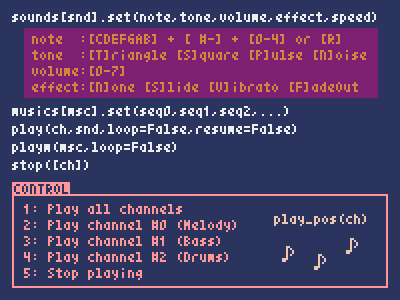 sounds[snd].set(note,tone,volume,effect,speed)
note  :[CDEFGAB] + [ #-] + [0-4] or [R]
tone  :[T]riangle [S]quare [P]ulse [N]oise
volume:[0-7]
effect:[N]one [S]lide [V]ibrato [F]adeOut
musics[msc].set(seq0,seq1,seq2,...)
play(ch,snd,loop=False,resume=False)
playm(msc,loop=False)
stop([ch])
CONTROL
1: Play all channels
2: Play channel #0 (Melody)
3: Play channel #1 (Bass)
4: Play channel #2 (Drums)
5: Stop playing
play_pos(ch)